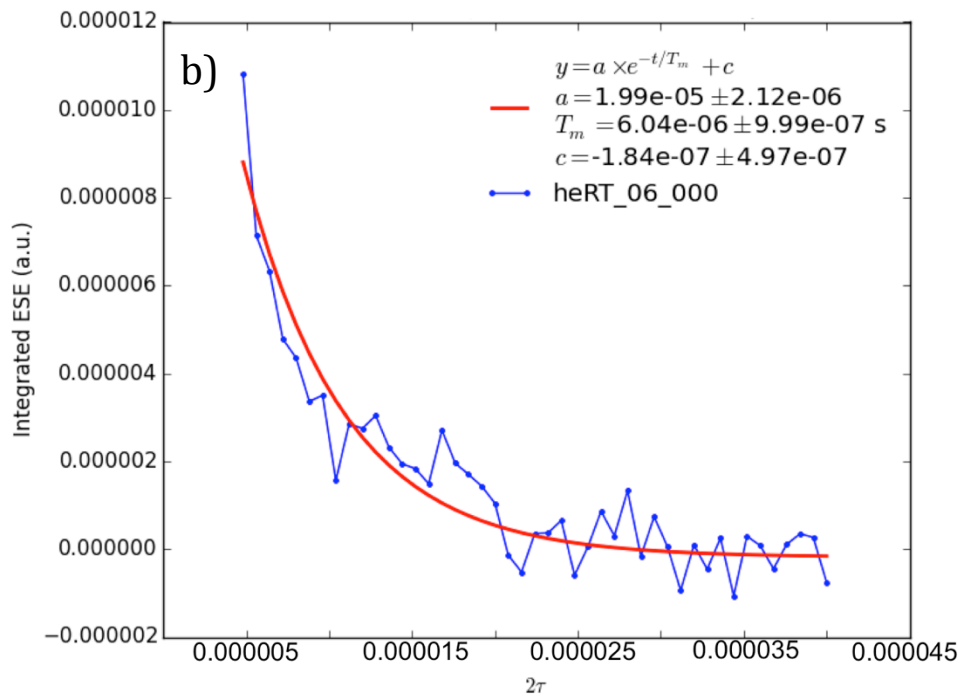 0.000012
b)
y=a ×e^{-t/T_m} +c
a=1.99e-05 ±2.12e-06
T_m =6.04e-06 ±9.99e-07 s
c=-1.84e-07 ±4.97e-07
heRT_06_000
0.000010
0.000008
0.000006
0.000004
0.000002
0.000000
−0.000002
Integrated ESE (a.u.)
0.000005 0.000015 0.000025 0.000035 0.000045
2τ